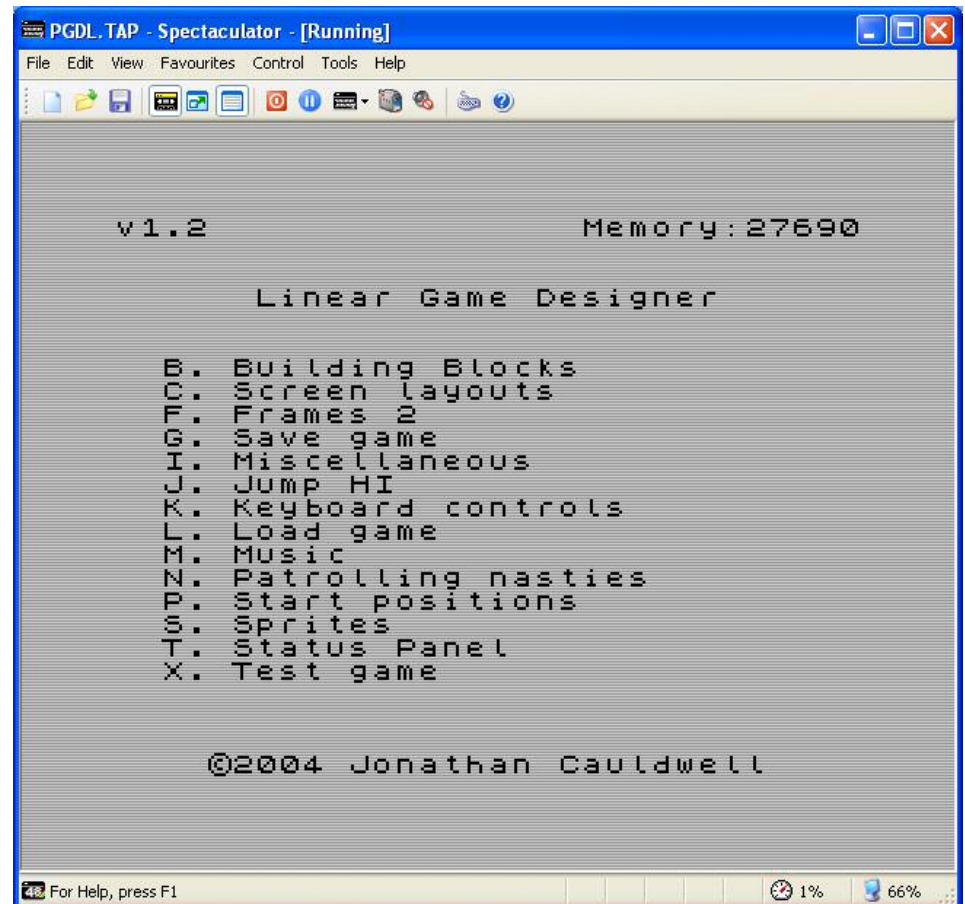 PGDL.TAP - Spectaculator - [Running]
File Edit View Favourites Control Tools Help
v1.2 Memory:27690
Linear Game Designer
B. Building Blocks
C. Screen layouts
F. Frames 2
G. Save game
I. Miscellaneous
J. Jump HI
K. Keyboard controls
L. Load game
M. Music
N. Patrolling nasties
P. Start positions
S. Sprites
T. Status Panel
X. Test game
©2004 Jonathan Cauldwell
48 For Help, press F1 1% 66%